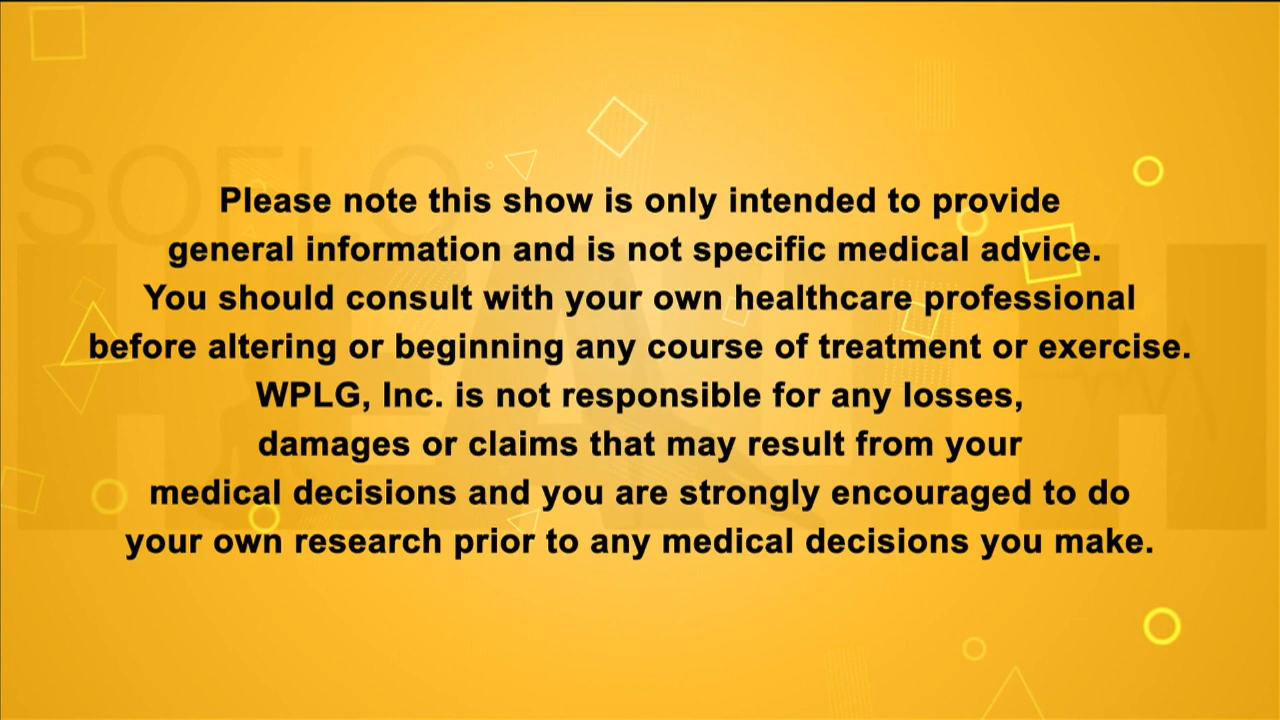 SOFLO
HEALTH
Please note this show is only intended to provide
general information and is not specific medical advice.
You should consult with your own healthcare professional
before altering or beginning any course of treatment or exercise.
WPLG, Inc. is not responsible for any losses,
damages or claims that may result from your
medical decisions and you are strongly encouraged to do
your own research prior to any medical decisions you make.